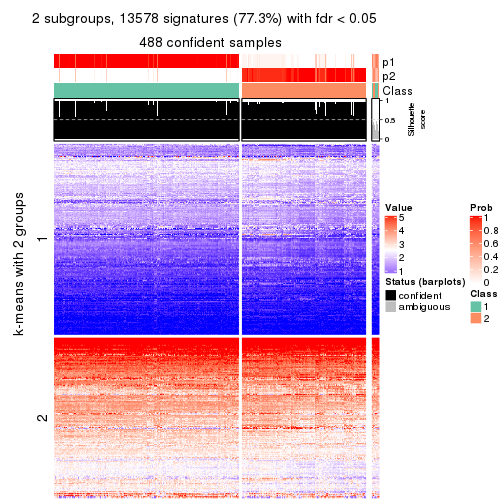 2 subgroups, 13578 signatures (77.3%) with fdr < 0.05
488 confident samples
p1
p2
Class
1
0.5
0
Silhouette
score
k-means with 2 groups
1
2
Value
5
4
3
2
1
Status (barplots)
confident
ambiguous
Prob
1
0.8
0.6
0.4
0.2
0
Class
1
2